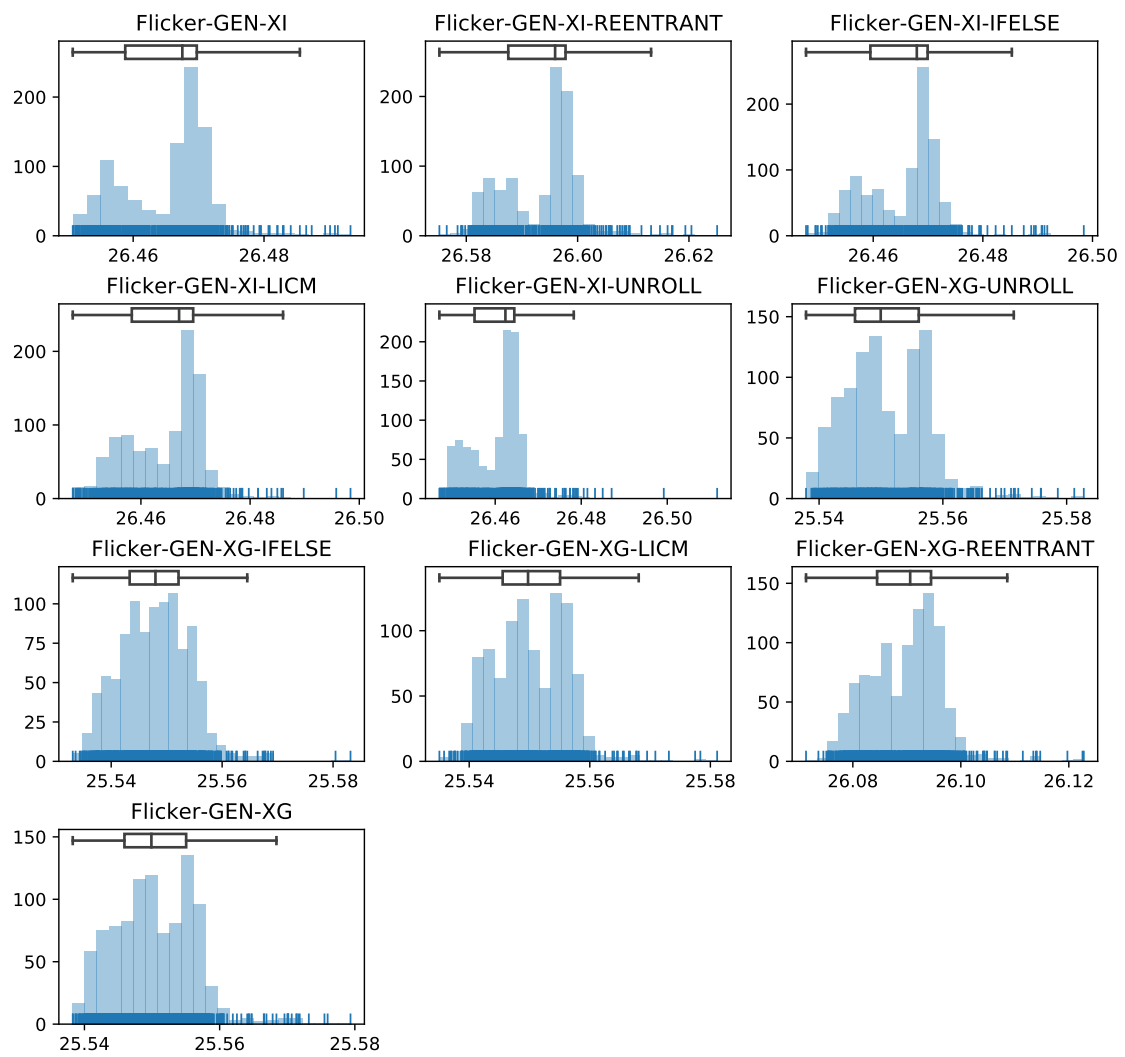 Flicker-GEN-XI
Flicker-GEN-XI-REENTRANT
Flicker-GEN-XI-IFELSE
200
100
0
26.46 26.48
200
100
0
26.58 26.60 26.62
200
100
0
26.46 26.48 26.50
Flicker-GEN-XI-LICM
Flicker-GEN-XI-UNROLL
Flicker-GEN-XG-UNROLL
200
100
0
26.46 26.48 26.50
200
150
100
50
0
26.46 26.48 26.50
150
100
50
0
25.54 25.56 25.58
Flicker-GEN-XG-IFELSE
Flicker-GEN-XG-LICM
Flicker-GEN-XG-REENTRANT
100
75
50
25
0
25.54 25.56 25.58
100
50
0
25.54 25.56 25.58
150
100
50
0
26.08 26.10 26.12
Flicker-GEN-XG
150
100
50
0
25.54 25.56 25.58